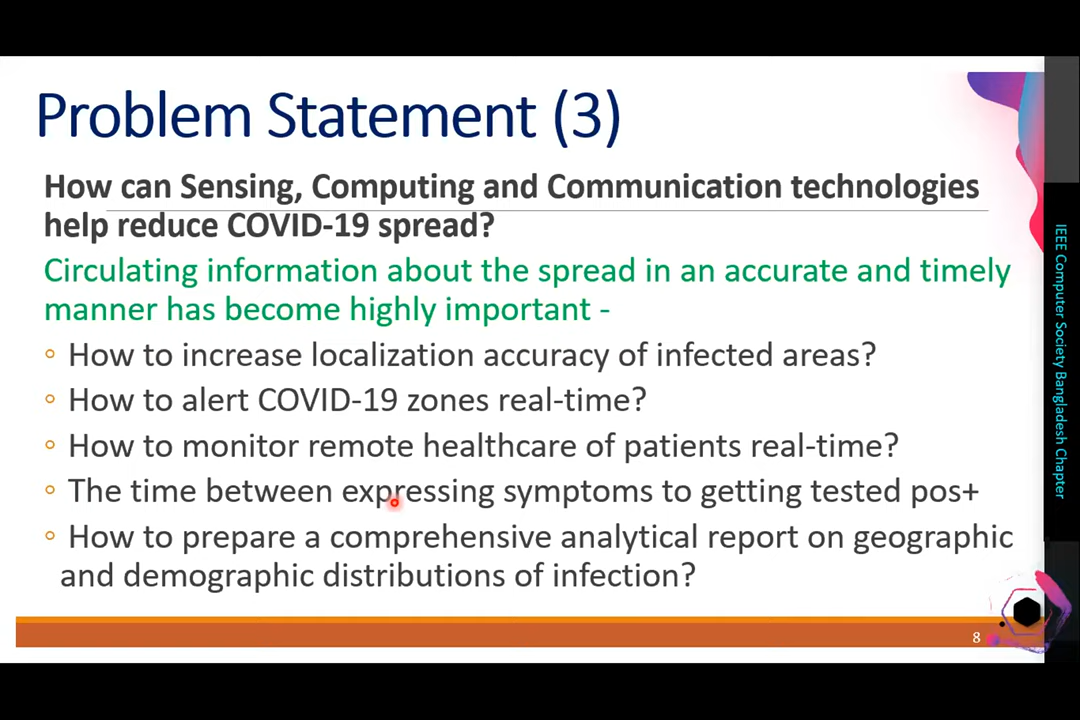 Problem Statement (3)
How can Sensing, Computing and Communication technologies
help reduce COVID-19 spread?
Circulating information about the spread in an accurate and timely
manner has become highly important -
◦ How to increase localization accuracy of infected areas?
◦ How to alert COVID-19 zones real-time?
◦ How to monitor remote healthcare of patients real-time?
◦ The time between expressing symptoms to getting tested pos+
◦ How to prepare a comprehensive analytical report on geographic
and demographic distributions of infection?
8
IEEE Computer Society Bangladesh Chapter